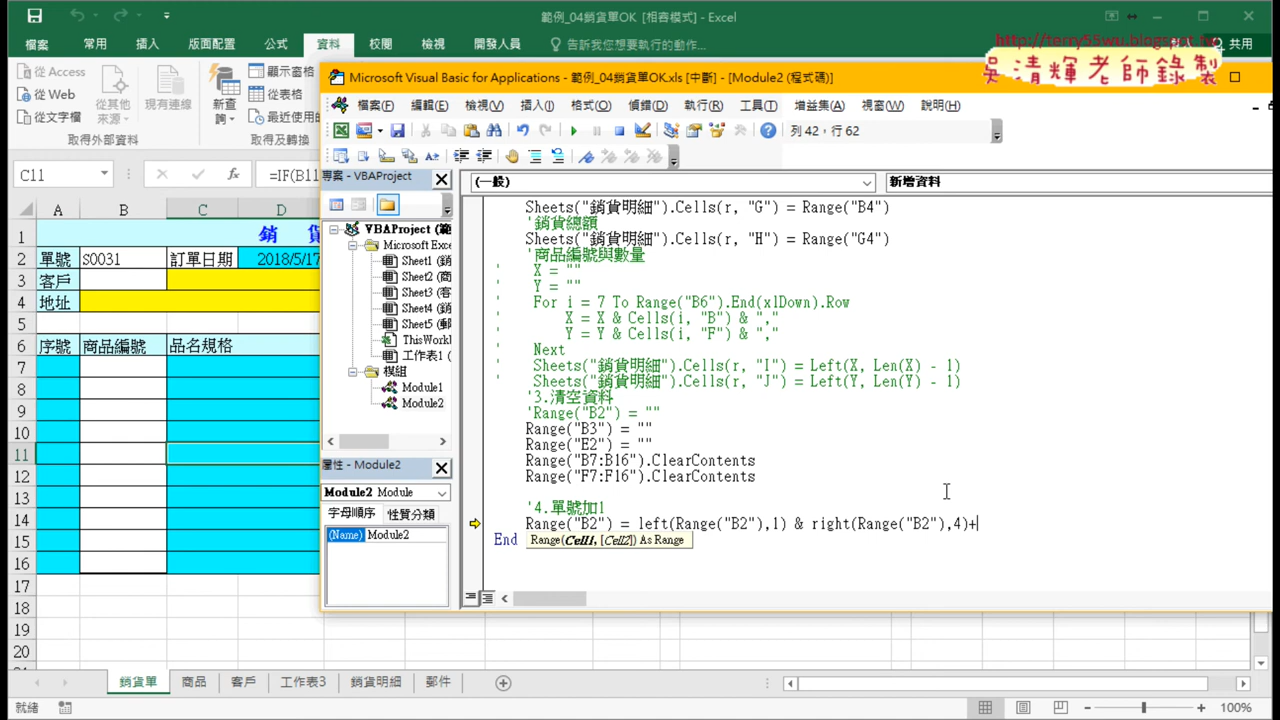 範例_04銷貨單OK [相容模式] - Excel
檔案 常用 插入 版面配置 公式 資料 校閱 檢視 開發人員 告訴我您想要執行的動作... 共用
http://terry55wu.blogspot.tw
吳清輝老師錄製
從 Access
從 Web
從文字檔
從其他來源
現有連線
新查詢
顯示窗格
從表格
最近使用
取得外部資料
取得及轉換
C11
=IF(B11
A B C D
1 銷 貨
2 單號 S0031 訂單日期 2018/5/17
3 客戶
4 地址
5
6 序號 商品編號 品名規格
7
8
9
10
11
12
13
14
15
16
17
18
19
20
21
銷貨單 商品 客戶 工作表3 銷貨明細 郵件
就緒
100%
Microsoft Visual Basic for Applications - 範例_04銷貨單OK.xls [中斷] - [Module2 (程式碼)]
檔案(F) 編輯(E) 檢視(V) 插入(I) 格式(O) 偵錯(D) 執行(R) 工具(T) 增益集(A) 視窗(W) 說明(H)
列 42，行 62
專案 - VBAProject
VBAProject (範
Microsoft Exce
Sheet1 (銷
Sheet2 (商
Sheet3 (客
Sheet4 (銷
Sheet5 (郵
ThisWorkl
工作表1 (
模組
Module1
Module2
屬性 - Module2
Module2 Module
字母順序 性質分類
(Name) Module2
(一般) 新增資料
Sheets("銷貨明細").Cells(r, "G") = Range("B4")
'銷貨總額
Sheets("銷貨明細").Cells(r, "H") = Range("G4")
'商品編號與數量
' X = ""
' Y = ""
' For i = 7 To Range("B6").End(xlDown).Row
' X = X & Cells(i, "B") & ","
' Y = Y & Cells(i, "F") & ","
' Next
' Sheets("銷貨明細").Cells(r, "I") = Left(X, Len(X) - 1)
' Sheets("銷貨明細").Cells(r, "J") = Left(Y, Len(Y) - 1)
'3.清空資料
'Range("B2") = ""
Range("B3") = ""
Range("E2") = ""
Range("B7:B16").ClearContents
Range("F7:F16").ClearContents
'4.單號加1
Range("B2") = left(Range("B2"),1) & right(Range("B2"),4)+
End
Range(Cell1, [Cell2]) As Range